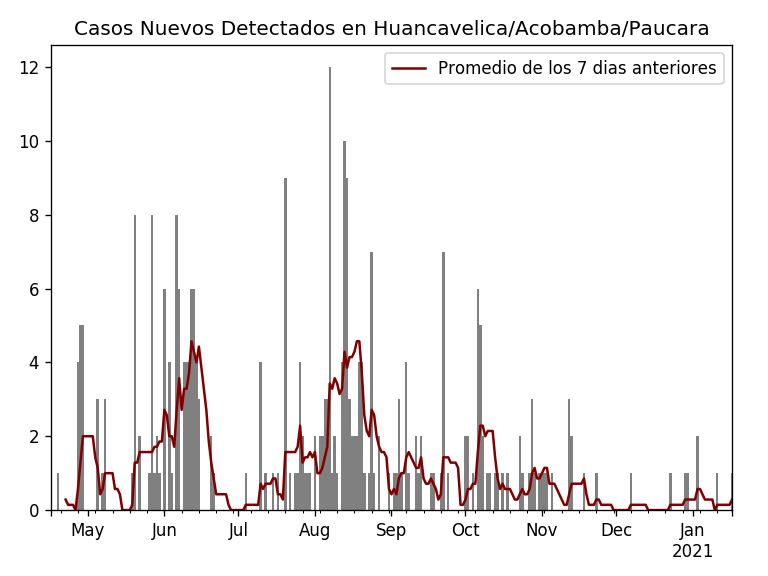 Casos Nuevos Detectados en Huancavelica/Acobamba/Paucara
Promedio de los 7 dias anteriores
12
10
8
6
4
2
0
May Jun Jul Aug Sep Oct Nov Dec Jan
2021